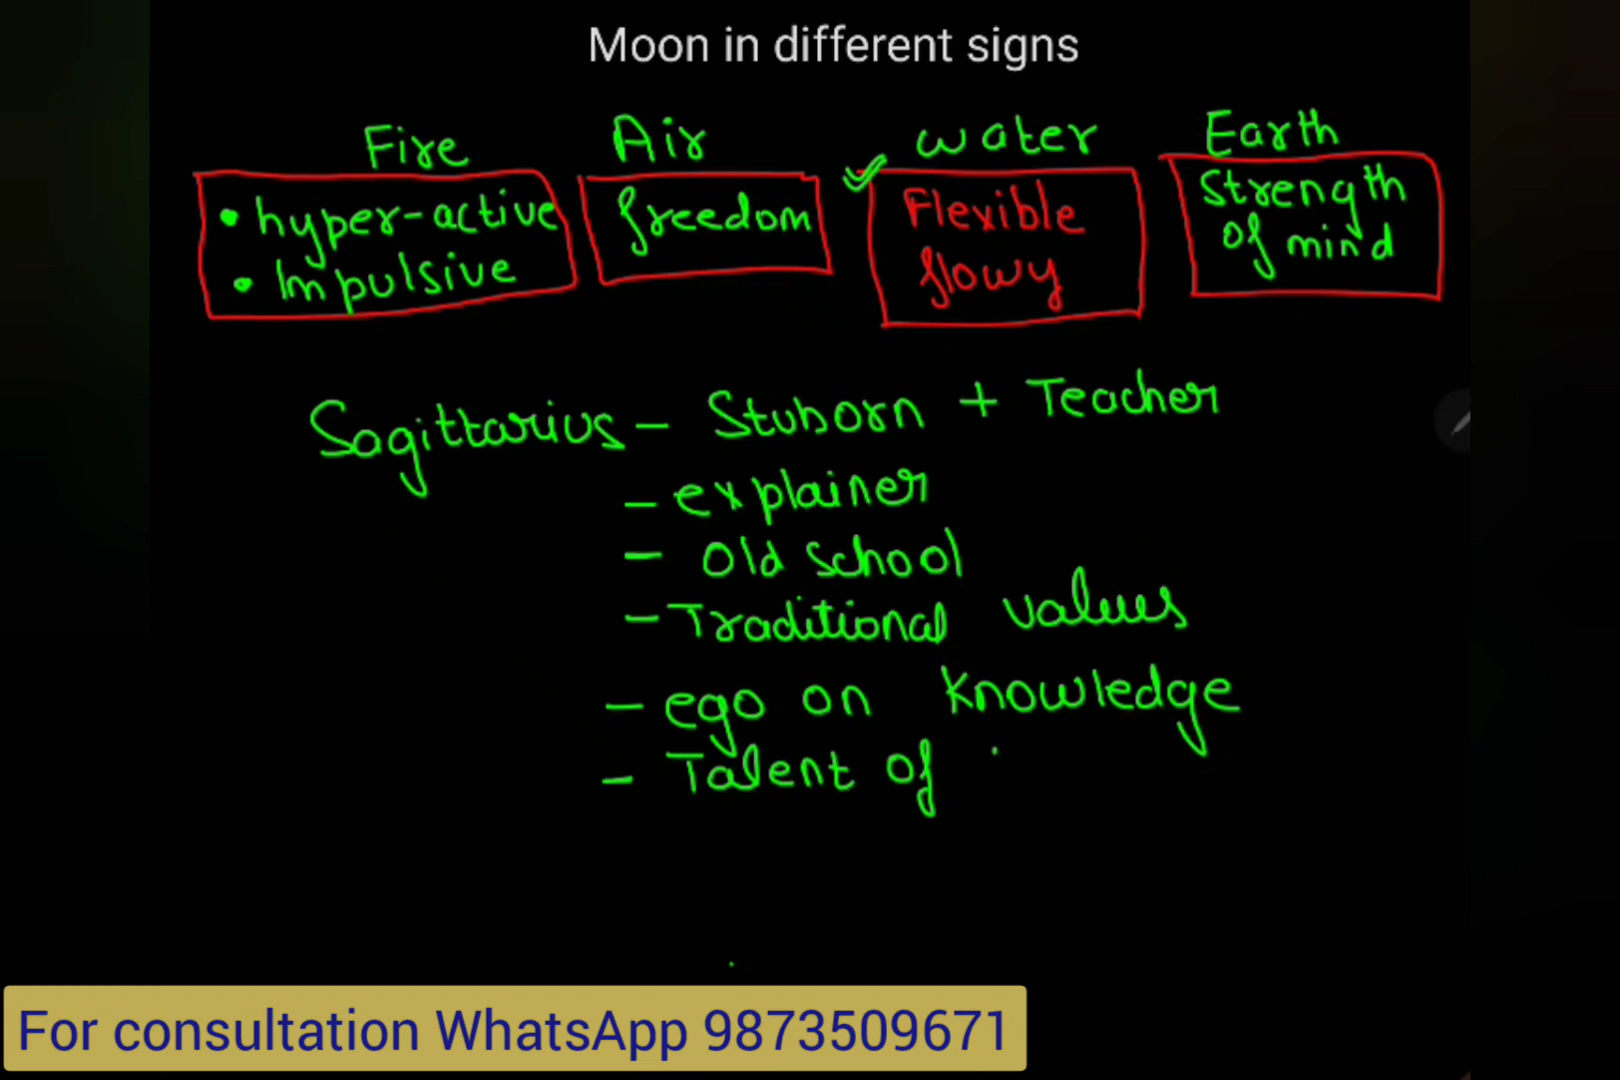 Moon in different signs
Fire Air Water Earth
• hyper-active
• Impulsive
freedom
Flexible
flowy
Strength
of mind
Sagittarius - Stuborn + Teacher
- explainer
- Old School
- Traditional values
- ego on knowledge
- Talent of
For consultation WhatsApp 9873509671